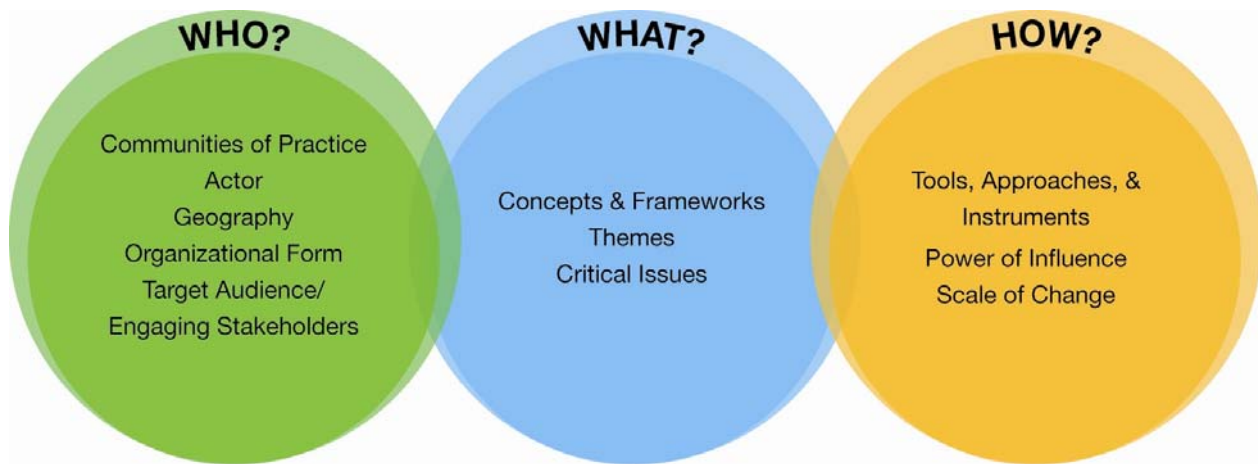 WHO?
Communities of Practice
Actor
Geography
Organizational Form
Target Audience/
Engaging Stakeholders
WHAT?
Concepts & Frameworks
Themes
Critical Issues
HOW?
Tools, Approaches, &
Instruments
Power of Influence
Scale of Change